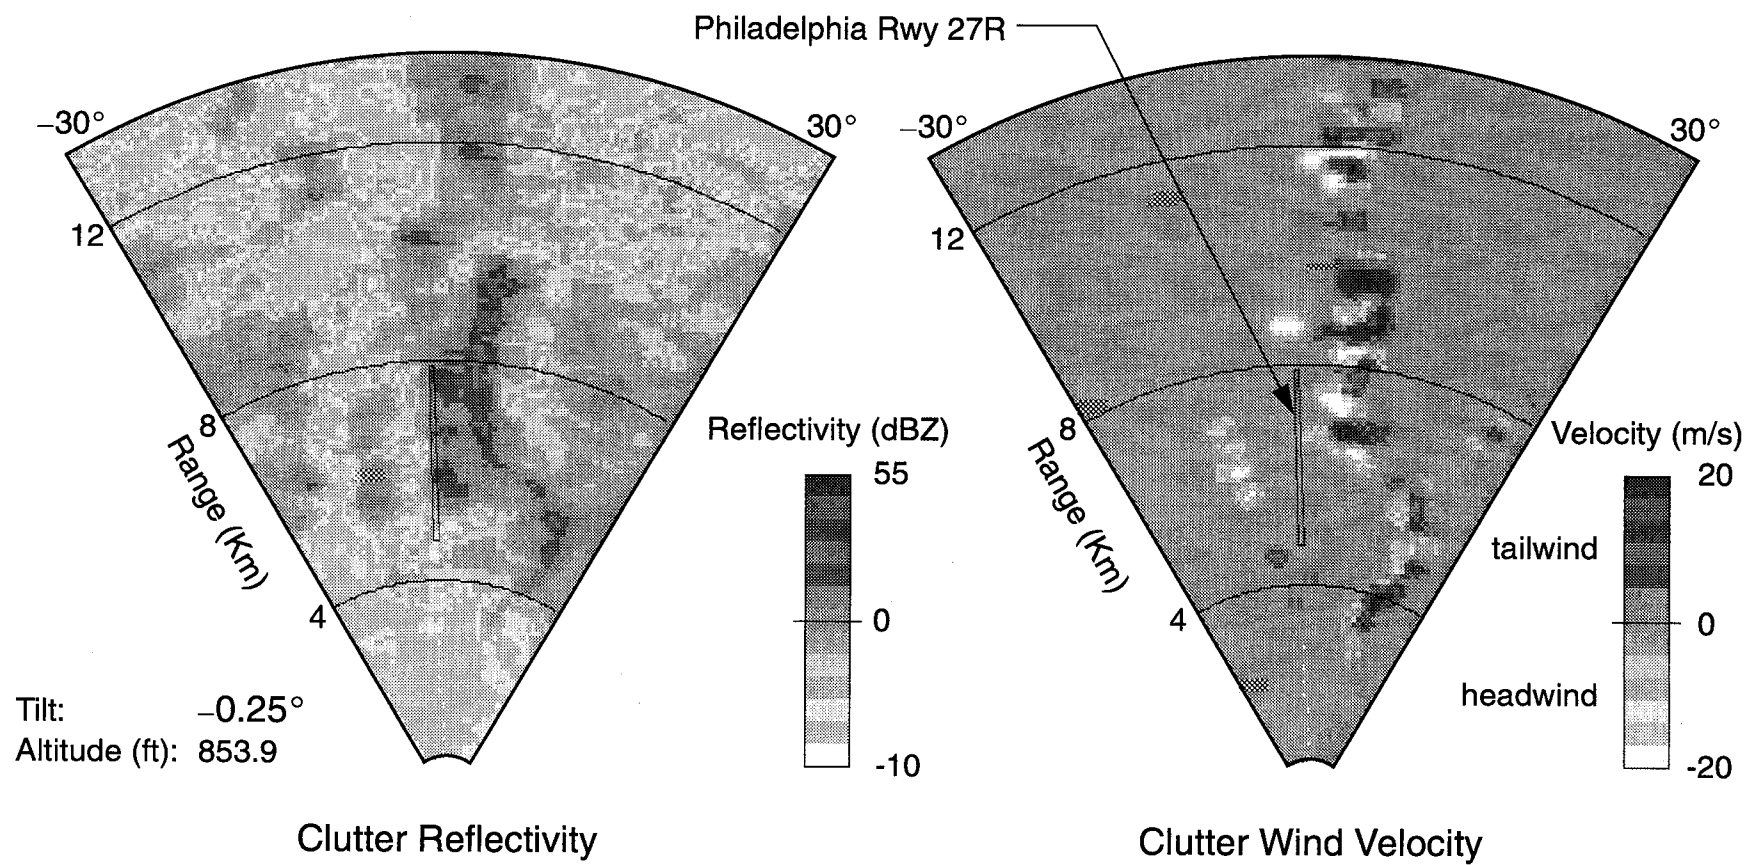 Philadelphia Rwy 27R
−30°
30°
−30°
30°
12
12
8
8
Range (Km)
Range (Km)
Reflectivity (dBZ)
55
0
-10
Velocity (m/s)
20
tailwind
0
headwind
-20
4
4
Tilt: −0.25°
Altitude (ft): 853.9
Clutter Reflectivity
Clutter Wind Velocity